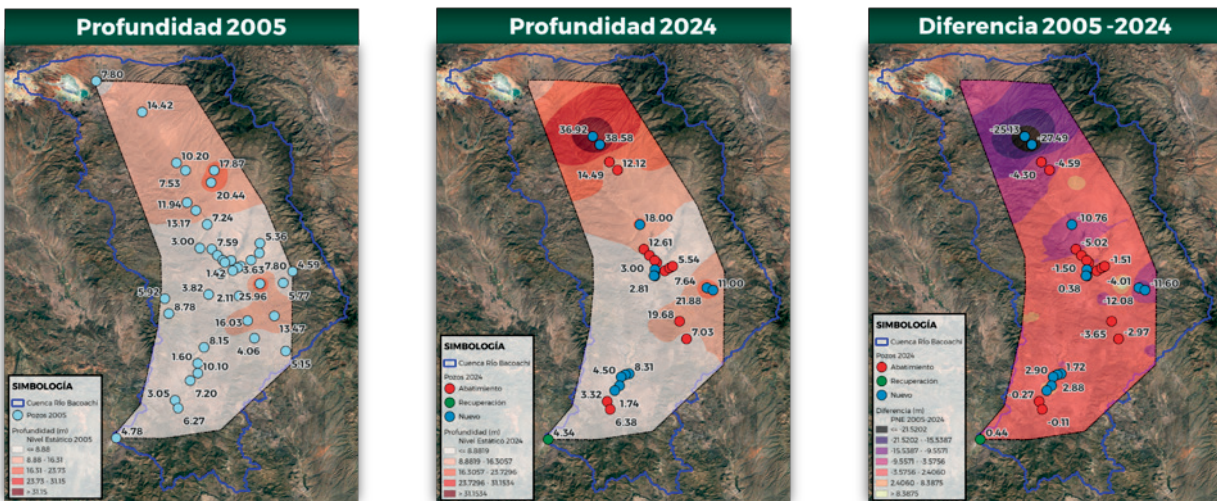 Profundidad 2005
7.80
14.42
10.20
17.87
7.53
20.44
11.94
13.17
7.24
3.00
7.59
5.36
1.42
3.63
7.80
4.59
3.82
2.11
25.96
5.77
5.92
8.78
16.03
13.47
8.15
4.06
1.60
5.15
10.10
7.20
3.05
6.27
4.78
SIMBOLOGÍA
Cuenca Río Bacoachi
Pozos 2005
Profundidad (m)
Nivel Estático 2005
<= 8.88
8.88 - 16.31
16.31 - 23.73
23.73 - 31.15
> 31.15
Profundidad 2024
36.92
38.58
12.12
14.49
18.00
12.61
5.54
3.00
7.64
11.00
2.81
21.88
19.68
7.03
4.50
8.31
3.32
1.74
6.38
4.34
SIMBOLOGÍA
Cuenca Río Bacoachi
Pozos 2024
Abatimiento
Recuperación
Nuevo
Profundidad (m)
Nivel Estático 2024
<= 8.8819
8.8819 - 16.3057
16.3057 - 23.7296
23.7296 - 31.1534
> 31.1534
Diferencia 2005 -2024
-25.13
-27.49
-4.59
-4.30
-10.76
-5.02
-1.51
-1.50
-4.01
-11.60
0.38
-12.08
-3.65
2.97
2.90
1.72
2.88
0.27
-0.11
0.44
SIMBOLOGÍA
Cuenca Río Bacoachi
Pozos 2024
Abatimiento
Recuperación
Nuevo
Diferencia (m)
PNE 2005-2024
<= -21.5202
-21.5202 - -15.5387
-15.5387 - -9.5571
-9.5571 - -3.5756
-3.5756 - 2.4060
2.4060 - 8.3875
> 8.3875